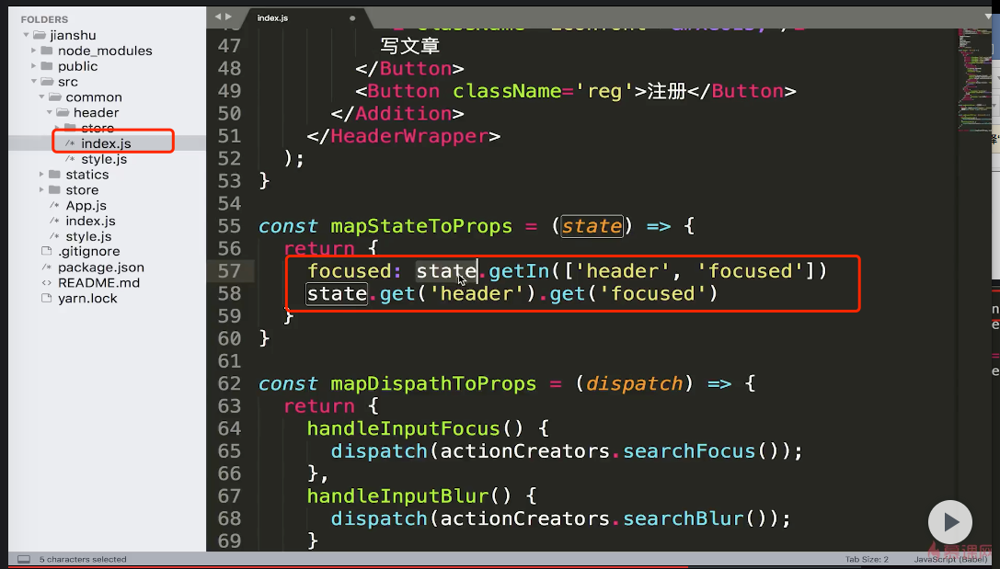 FOLDERS
jianshu
node_modules
public
src
common
header
store
/* index.js
/* style.js
statics
store
/* App.js
/* index.js
/* style.js
.gitignore
/* package.json
<> README.md
yarn.lock
index.js
47 写文章
48 </Button>
49 <Button className='reg'>注册</Button>
50 </Addition>
51 </HeaderWrapper>
52 );
53 }
54
55 const mapStateToProps = (state) => {
56 return {
57 focused: state.getIn(['header', 'focused'])
58 state.get('header').get('focused')
59 }
60 }
61
62 const mapDispathToProps = (dispatch) => {
63 return {
64 handleInputFocus() {
65 dispatch(actionCreators.searchFocus());
66 },
67 handleInputBlur() {
68 dispatch(actionCreators.searchBlur());
69 }
慕课网
5 characters selected
Tab Size: 2
JavaScript (Babel)